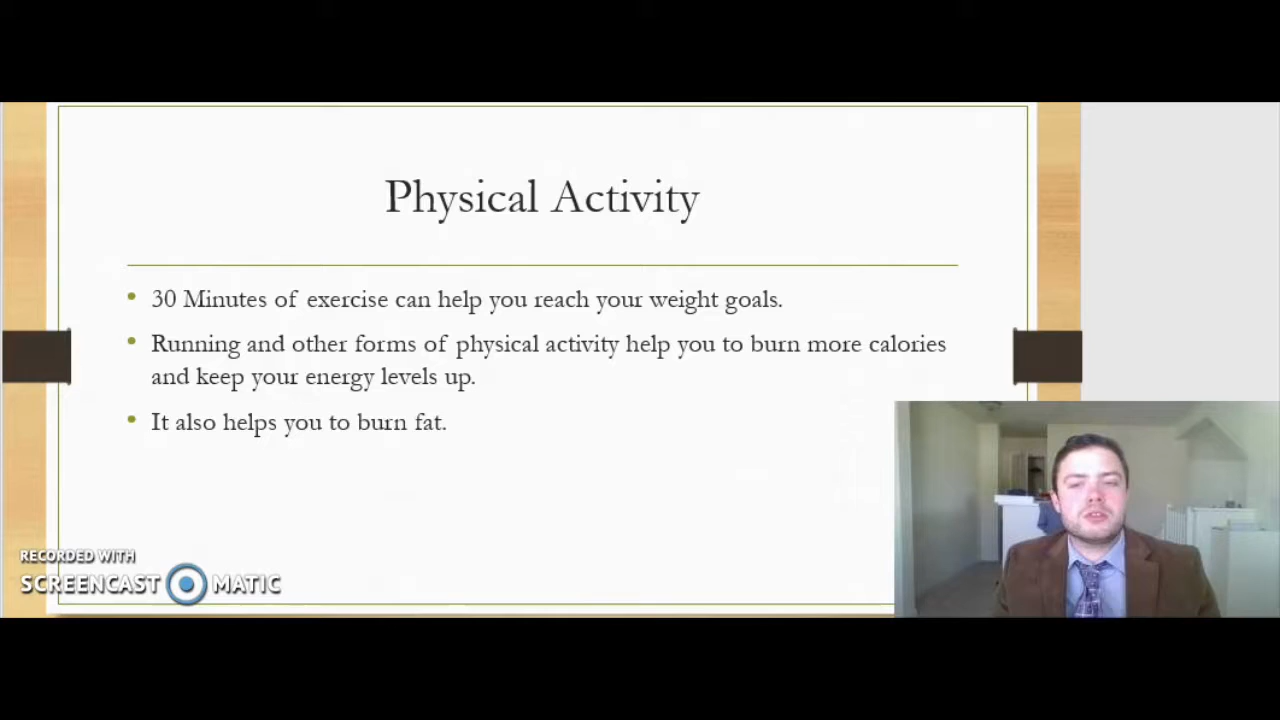 Physical Activity
• 30 Minutes of exercise can help you reach your weight goals.
• Running and other forms of physical activity help you to burn more calories
and keep your energy levels up.
• It also helps you to burn fat.
RECORDED WITH
SCREENCAST MATIC